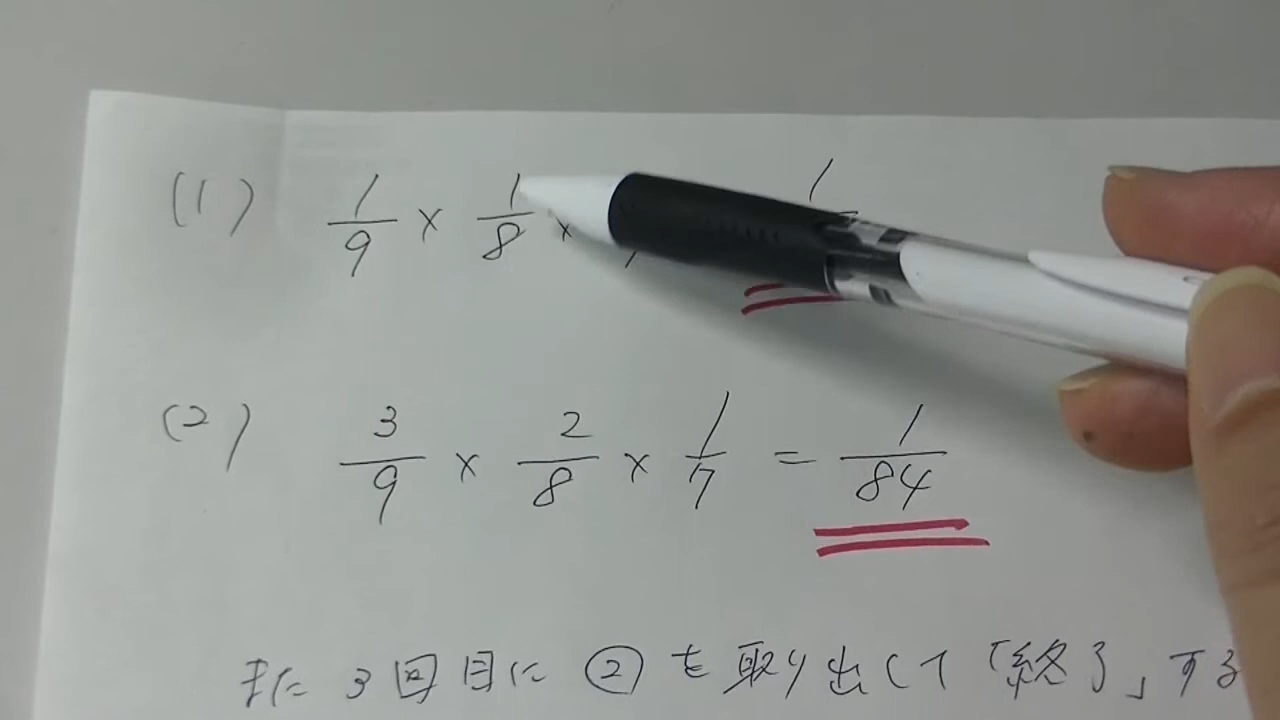 (1) 1/9 × 1/8 × 1
(2) 3/9 × 2/8 × 1/7 = 1/84
また3回目に②を取り出して「終了」する